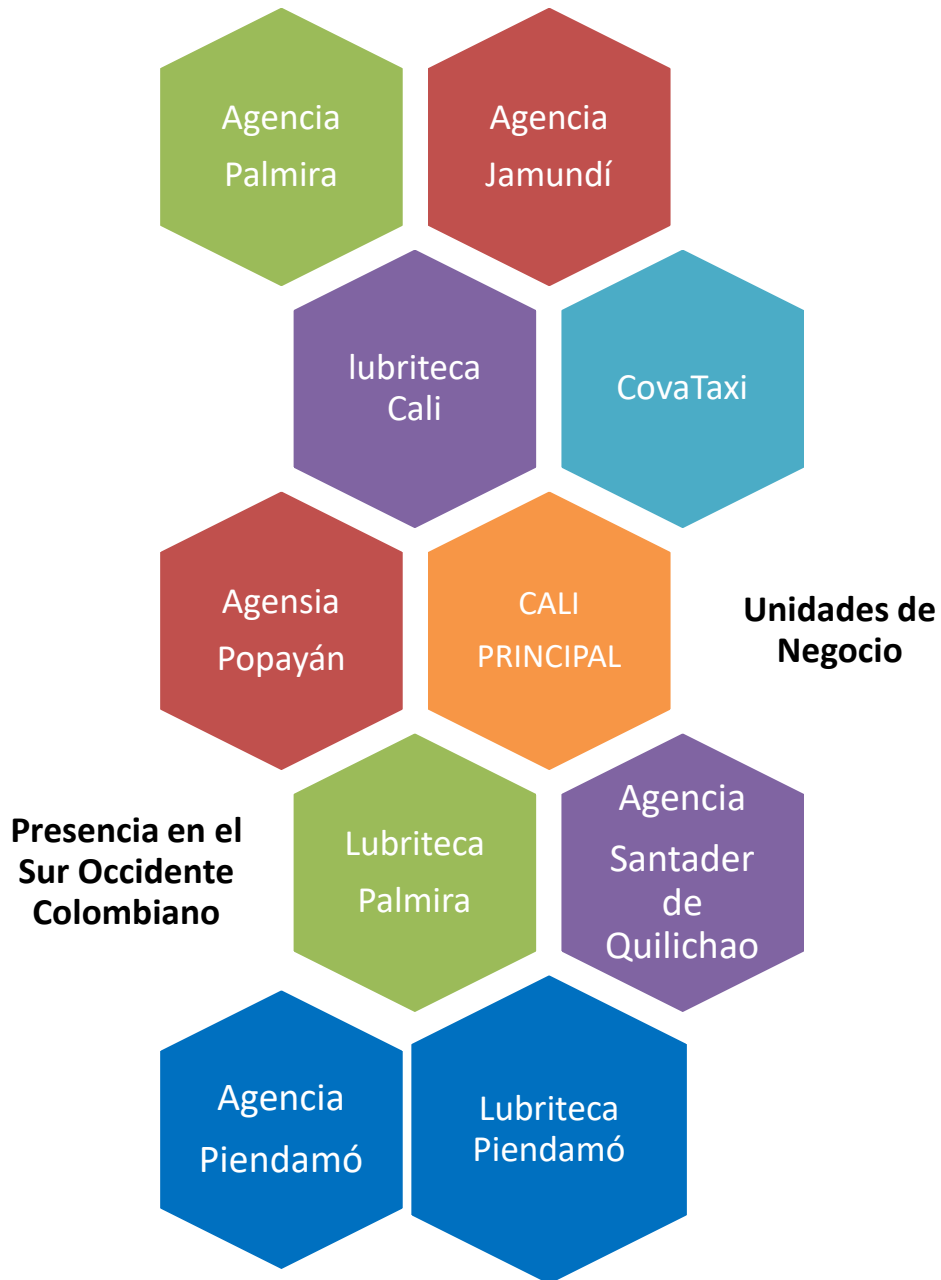 Agencia
Palmira
Agencia
Jamundí
lubriteca
Cali
CovaTaxi
Agensia
Popayán
CALI
PRINCIPAL
Unidades de
Negocio
Presencia en el
Sur Occidente
Colombiano
Lubriteca
Palmira
Agencia
Santader
de
Quilichao
Agencia
Piendamó
Lubriteca
Piendamó